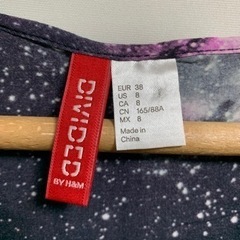 DIVIDED
BY H&M
EUR 38
US 8
CA 8
CN 165/88A
MX 8
Made in
China